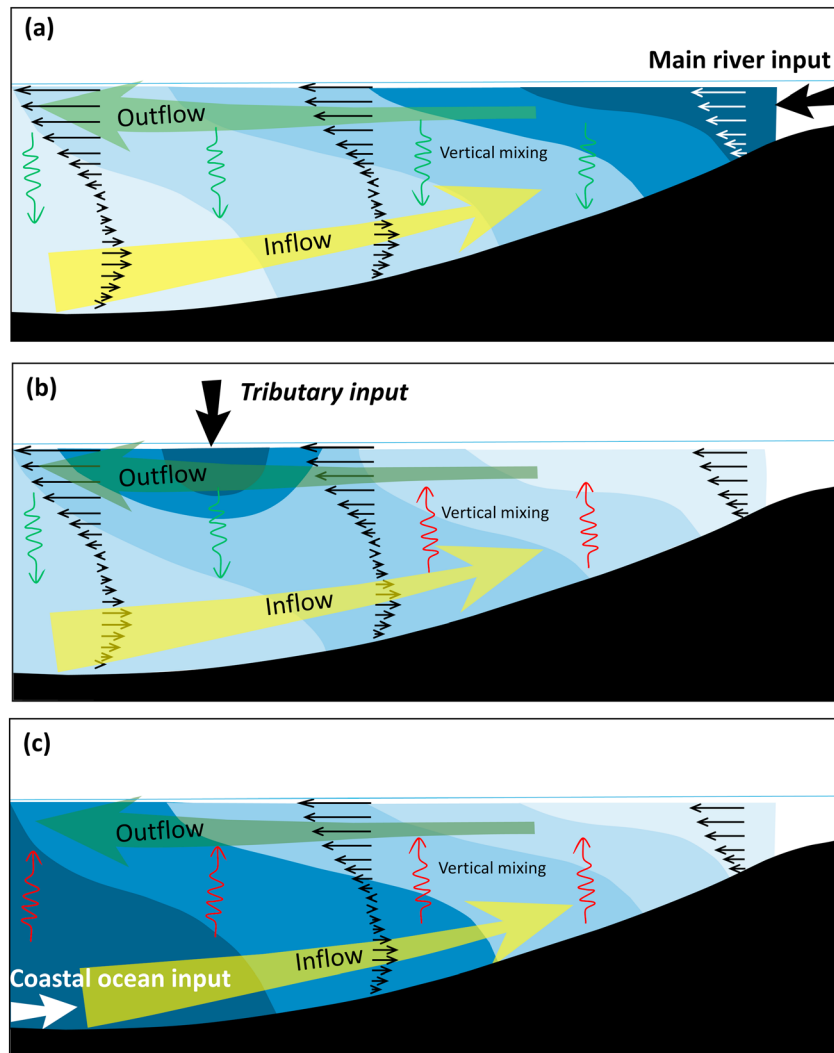 (a)
Main river input
Outflow
Vertical mixing
Inflow
(b)
Tributary input
Outflow
Vertical mixing
Inflow
(c)
Outflow
Vertical mixing
Inflow
Coastal ocean input